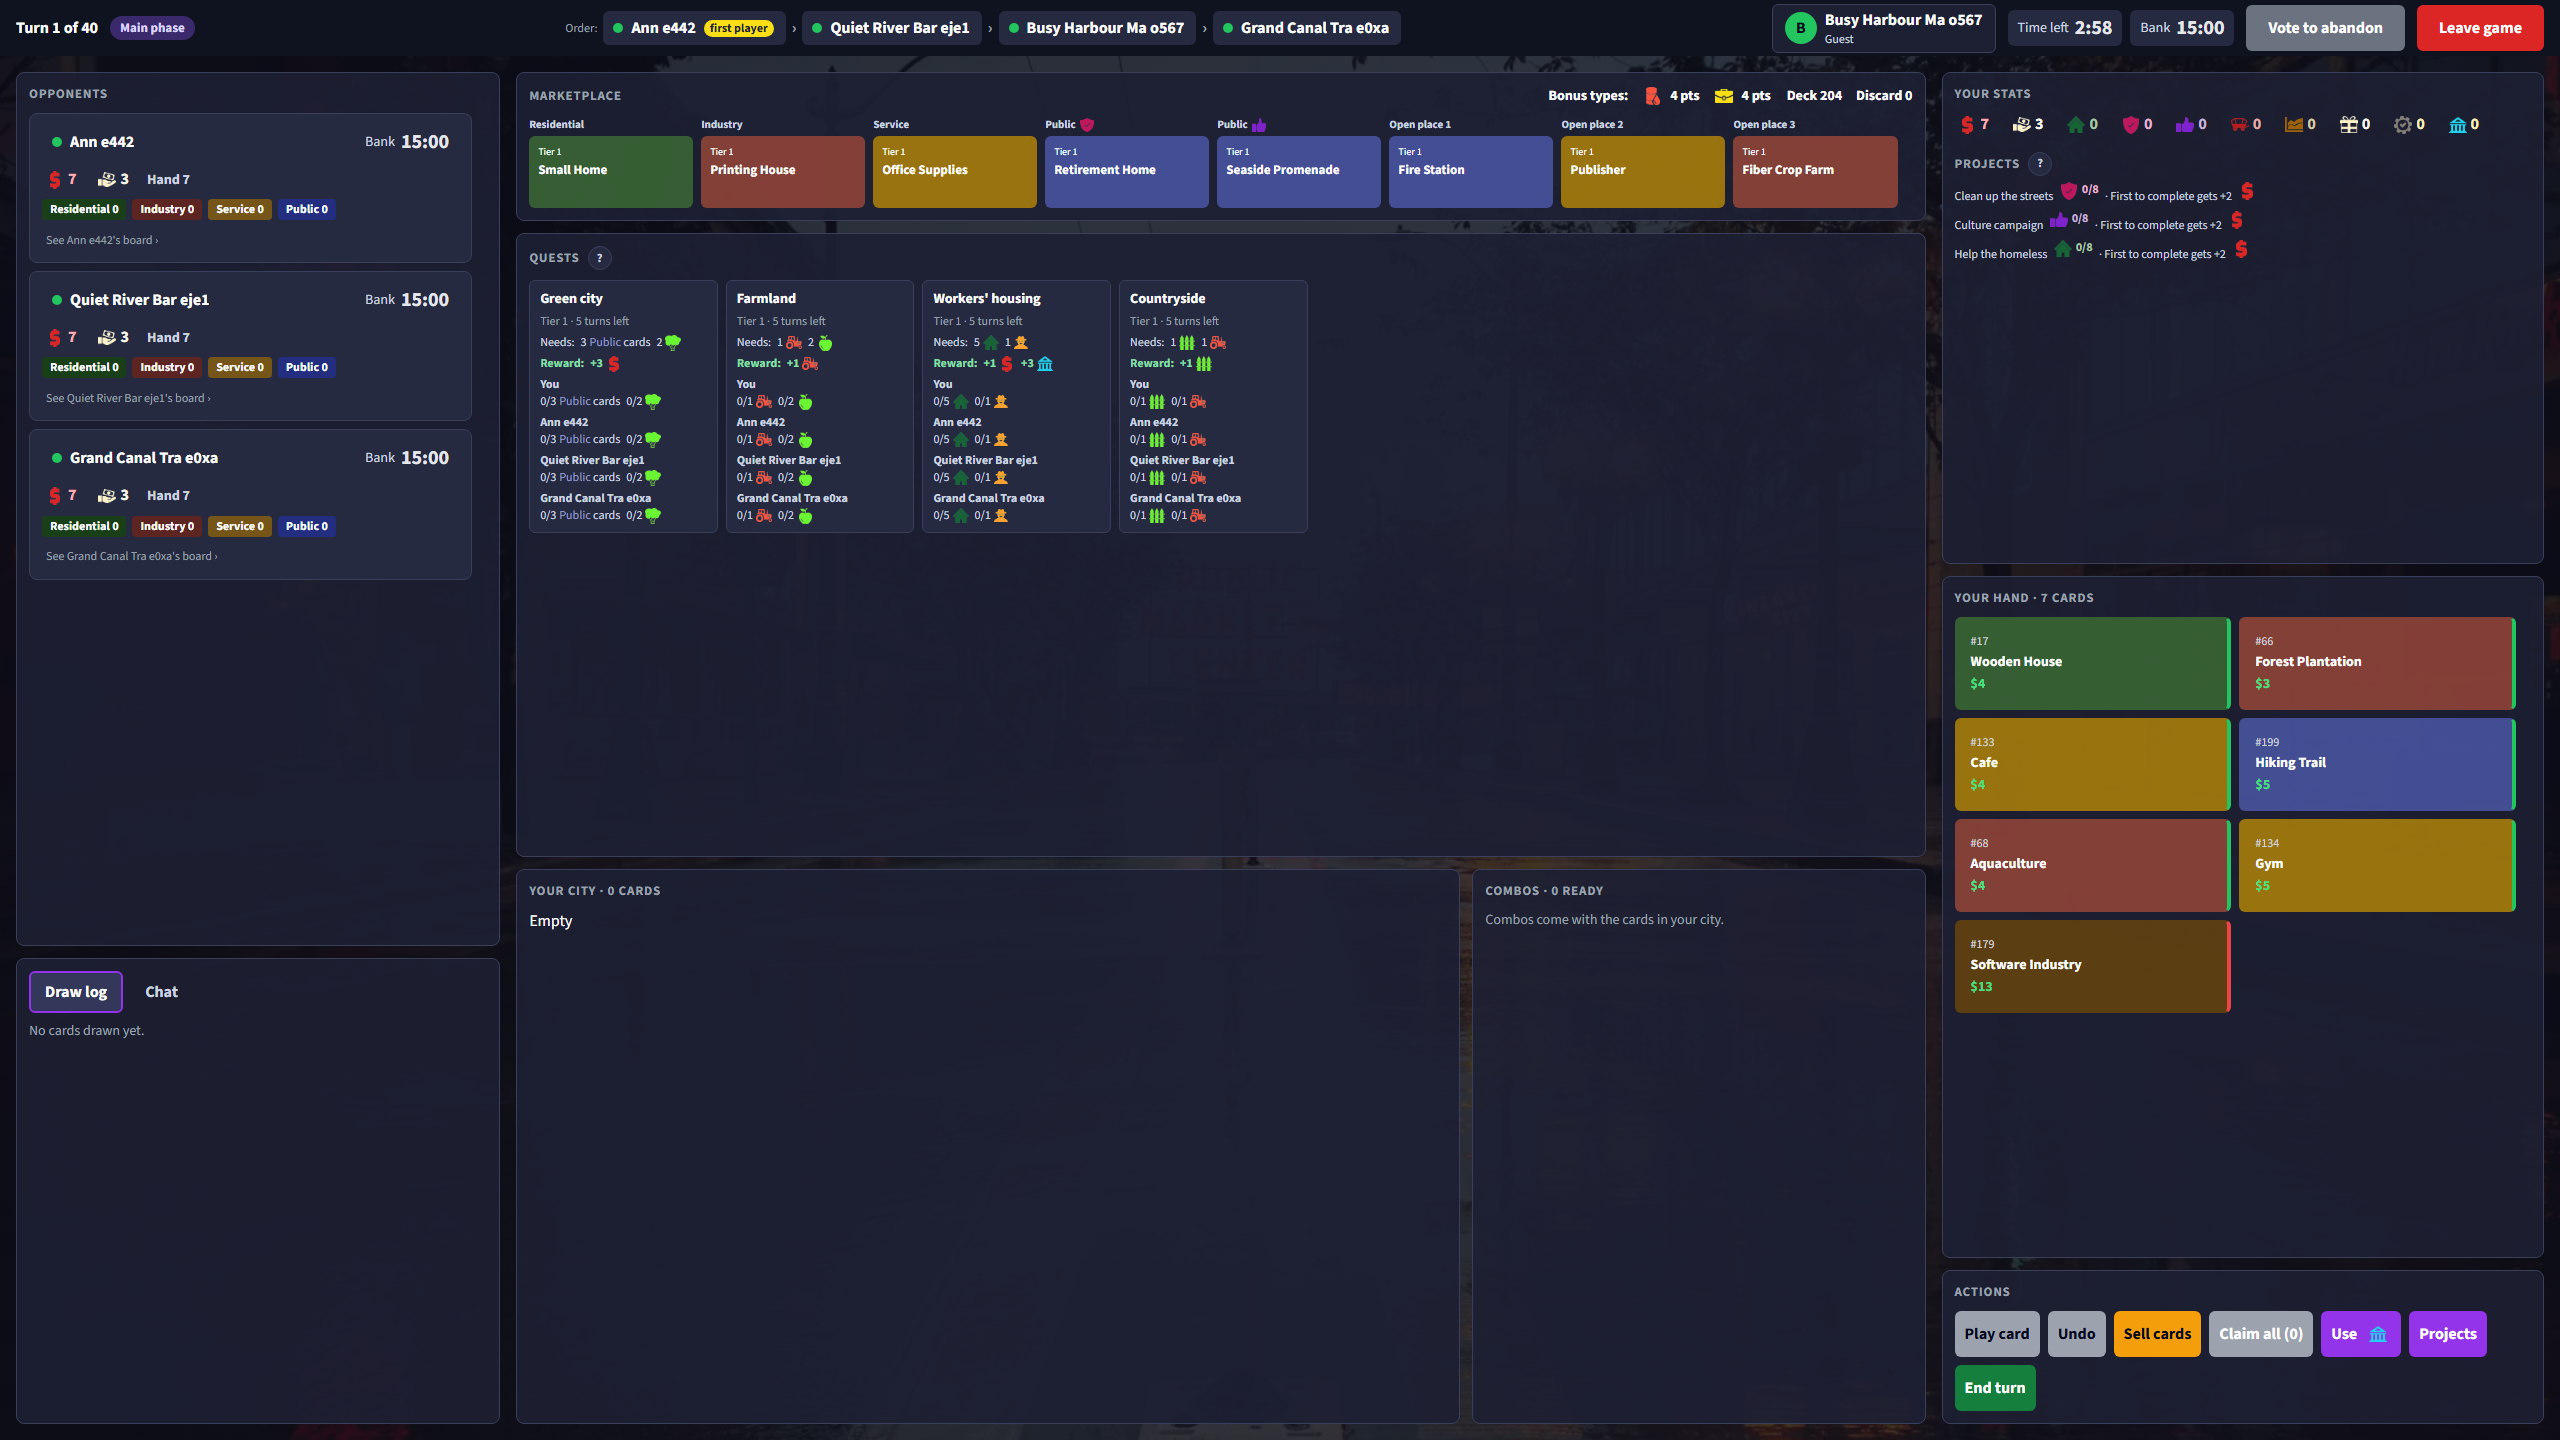 Turn 1 of 40 Main phase
Order: Ann e442 first player › Quiet River Bar eje1 › Busy Harbour Ma o567 › Grand Canal Tra e0xa
B Busy Harbour Ma o567
Guest
Time left 2:58 Bank 15:00 Vote to abandon Leave game
OPPONENTS
Ann e442 Bank 15:00
7 3 Hand 7
Residential 0 Industry 0 Service 0 Public 0
See Ann e442's board ›
Quiet River Bar eje1 Bank 15:00
7 3 Hand 7
Residential 0 Industry 0 Service 0 Public 0
See Quiet River Bar eje1's board ›
Grand Canal Tra e0xa Bank 15:00
7 3 Hand 7
Residential 0 Industry 0 Service 0 Public 0
See Grand Canal Tra e0xa's board ›
Draw log Chat
No cards drawn yet.
MARKETPLACE
Bonus types: 4 pts 4 pts Deck 204 Discard 0
Residential
Tier 1
Small Home
Industry
Tier 1
Printing House
Service
Tier 1
Office Supplies
Public
Tier 1
Retirement Home
Public
Tier 1
Seaside Promenade
Open place 1
Tier 1
Fire Station
Open place 2
Tier 1
Publisher
Open place 3
Tier 1
Fiber Crop Farm
QUESTS ?
Green city
Tier 1 · 5 turns left
Needs: 3 Public cards 2
Reward: +3
You
0/3 Public cards 0/2
Ann e442
0/3 Public cards 0/2
Quiet River Bar eje1
0/3 Public cards 0/2
Grand Canal Tra e0xa
0/3 Public cards 0/2
Farmland
Tier 1 · 5 turns left
Needs: 1 2
Reward: +1
You
0/1 0/2
Ann e442
0/1 0/2
Quiet River Bar eje1
0/1 0/2
Grand Canal Tra e0xa
0/1 0/2
Workers' housing
Tier 1 · 5 turns left
Needs: 5 1
Reward: +1 +3
You
0/5 0/1
Ann e442
0/5 0/1
Quiet River Bar eje1
0/5 0/1
Grand Canal Tra e0xa
0/5 0/1
Countryside
Tier 1 · 5 turns left
Needs: 1 1
Reward: +1
You
0/1 0/1
Ann e442
0/1 0/1
Quiet River Bar eje1
0/1 0/1
Grand Canal Tra e0xa
0/1 0/1
YOUR CITY · 0 CARDS
Empty
COMBOS · 0 READY
Combos come with the cards in your city.
YOUR STATS
7 3 0 0 0 0 0 0 0 0
PROJECTS ?
Clean up the streets 0/8 · First to complete gets +2
Culture campaign 0/8 · First to complete gets +2
Help the homeless 0/8 · First to complete gets +2
YOUR HAND · 7 CARDS
#17
Wooden House
$4
#66
Forest Plantation
$3
#133
Cafe
$4
#199
Hiking Trail
$5
#68
Aquaculture
$4
#134
Gym
$5
#179
Software Industry
$13
ACTIONS
Play card Undo Sell cards Claim all (0) Use Projects
End turn